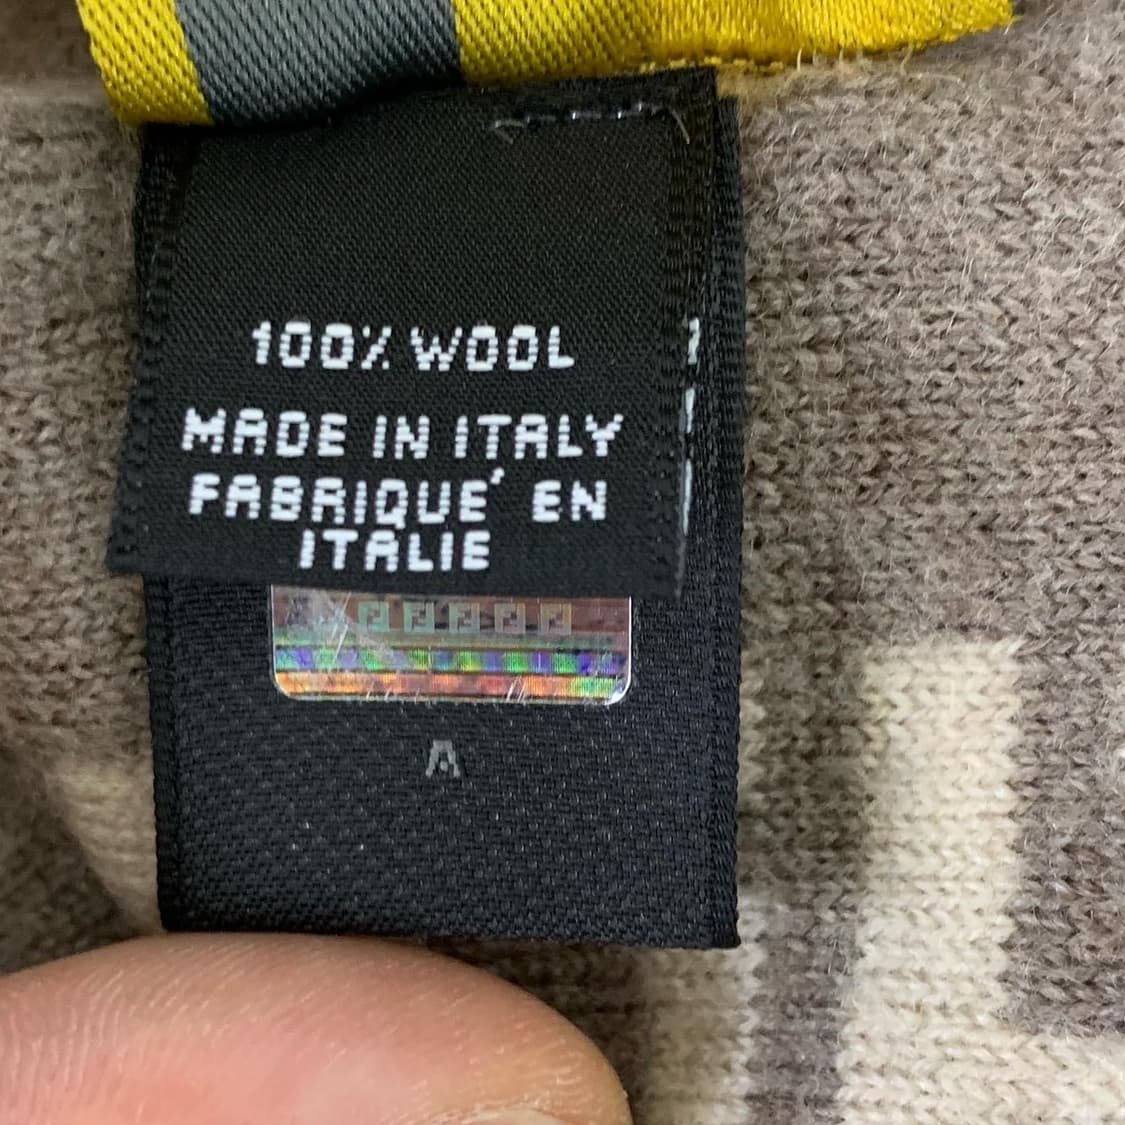 100% WOOL
MADE IN ITALY
FABRIQUE' EN
ITALIE
A